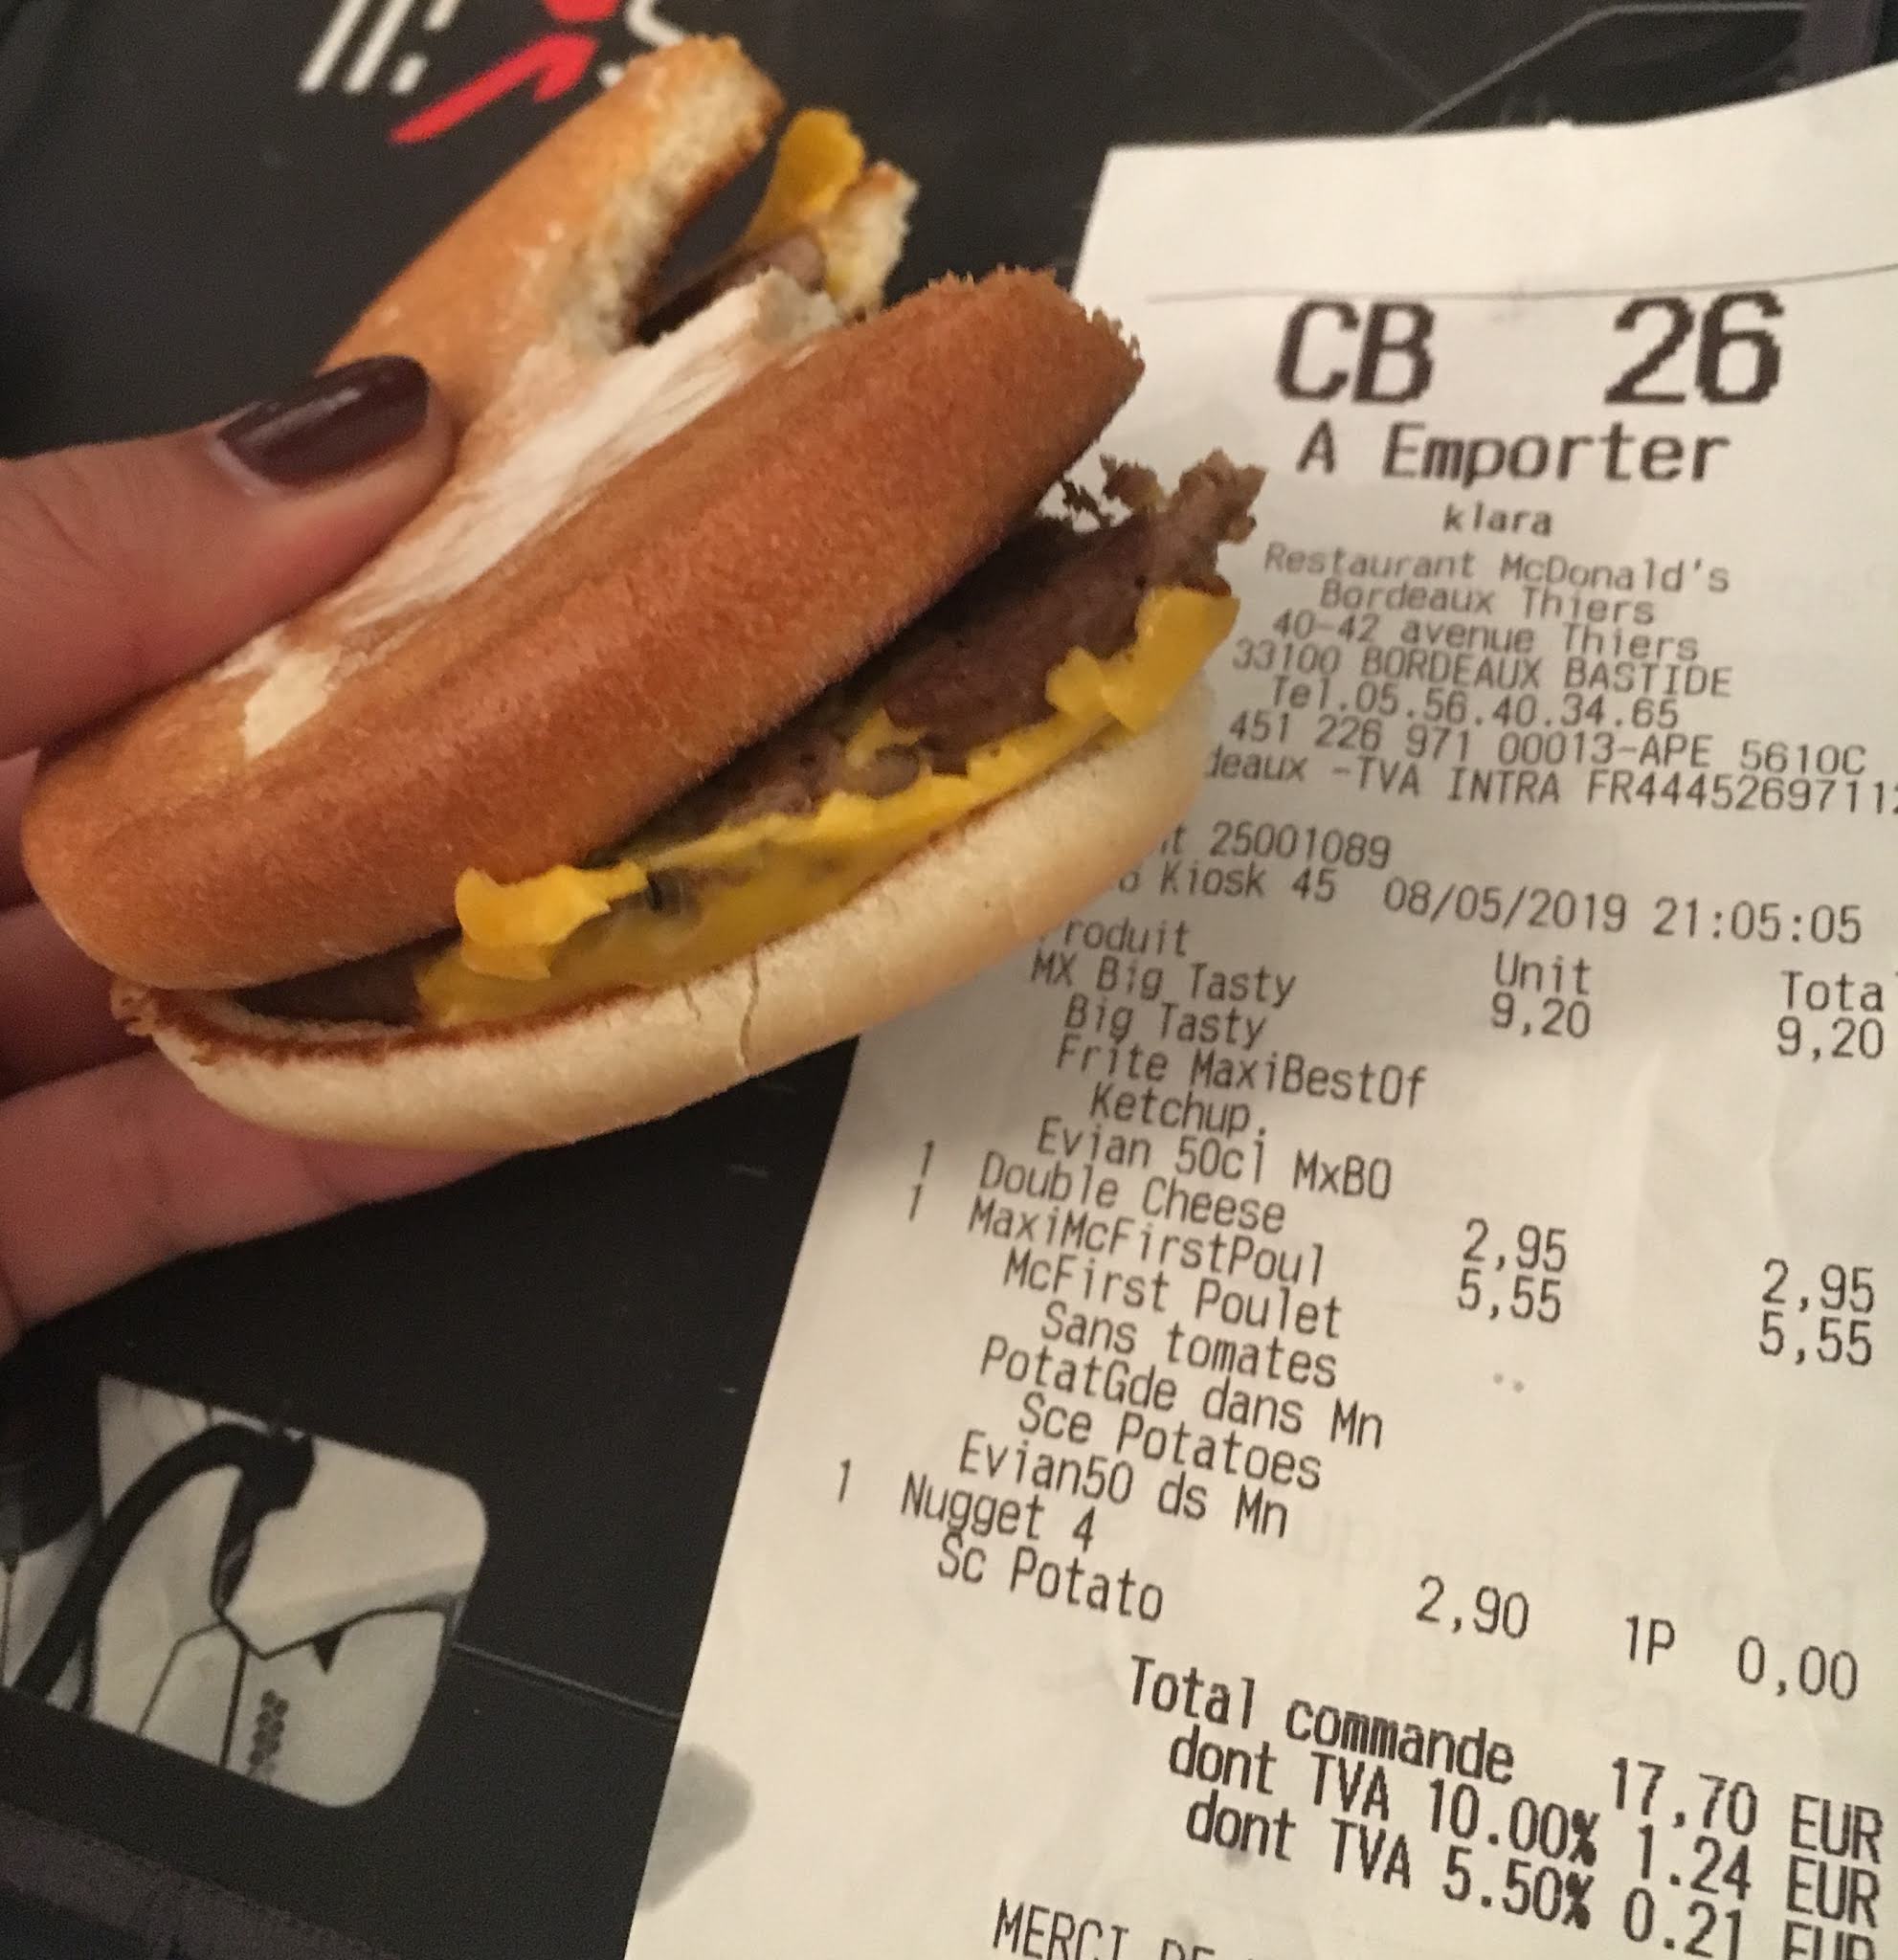 CB 26
A Emporter
klara
Restaurant McDonald's
Bordeaux Thiers
40-42 avenue Thiers
33100 BORDEAUX BASTIDE
Tel.05.56.40.34.65
451 226 971 00013-APE 5610C
-TVA INTRA
25001089
Kiosk 45 08/05/2019 21:05:05
Unit
MX Big Tasty 9,20 9,20
Big Tasty
Frite MaxiBestOf
Ketchup.
Evian 50cl MxBO
1 Double Cheese 2,95 2,95
1 MaxiMcFirstPoul 5,55 5,55
McFirst Poulet
Sans tomates
PotatGde dans Mn
Sce Potatoes
Evian50 ds Mn
1 Nugget 4 2,90 1P 0,00
Sc Potato
Total commande 17,70 EUR
dont TVA 10.00% 1.24 EUR
dont TVA 5.50% 0.21 EUR
MERCI DE